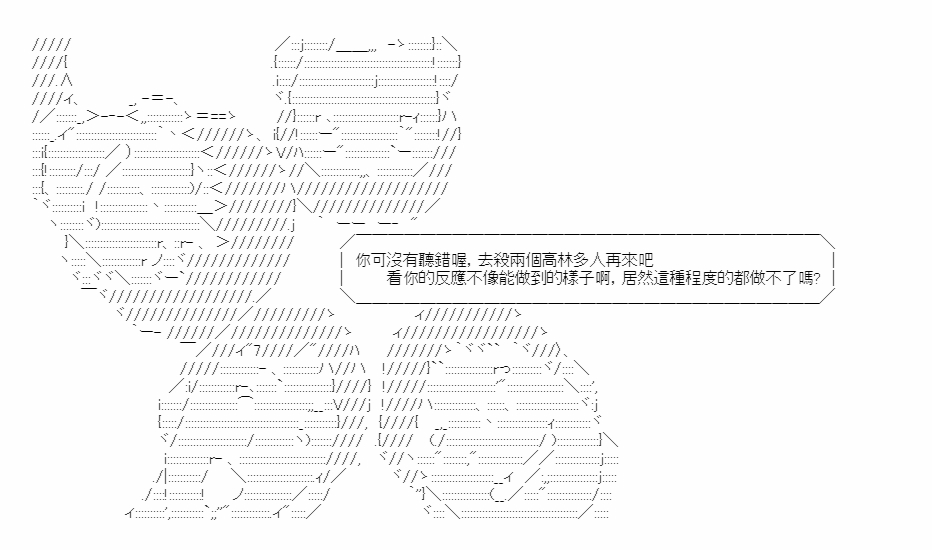 你可沒有聽錯喔，去殺兩個高林多人再來吧
看你的反應不像能做到的樣子啊，居然這種程度的都做不了嗎?